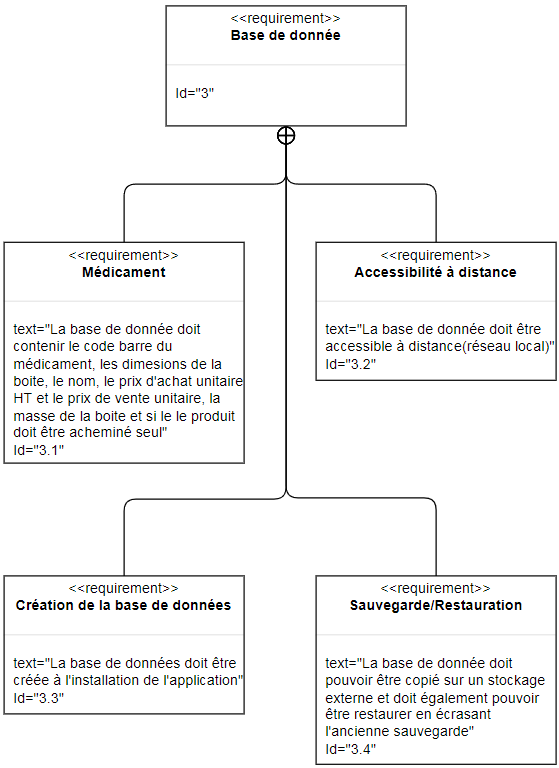 <<requirement>>
Base de donnée
Id="3"
<<requirement>>
Médicament
text="La base de donnée doit
contenir le code barre du
médicament, les dimesions de la
boite, le nom, le prix d'achat unitaire
HT et le prix de vente unitaire, la
masse de la boite et si le le produit
doit être acheminé seul"
Id="3.1"
<<requirement>>
Accessibilité à distance
text="La base de donnée doit être
accessible à distance(réseau local)"
Id="3.2"
<<requirement>>
Création de la base de données
text="La base de données doit être
créée à l'installation de l'application"
Id="3.3"
<<requirement>>
Sauvegarde/Restauration
text="La base de donnée doit
pouvoir être copié sur un stockage
externe et doit également pouvoir
être restaurer en écrasant
l'ancienne sauvegarde"
Id="3.4"